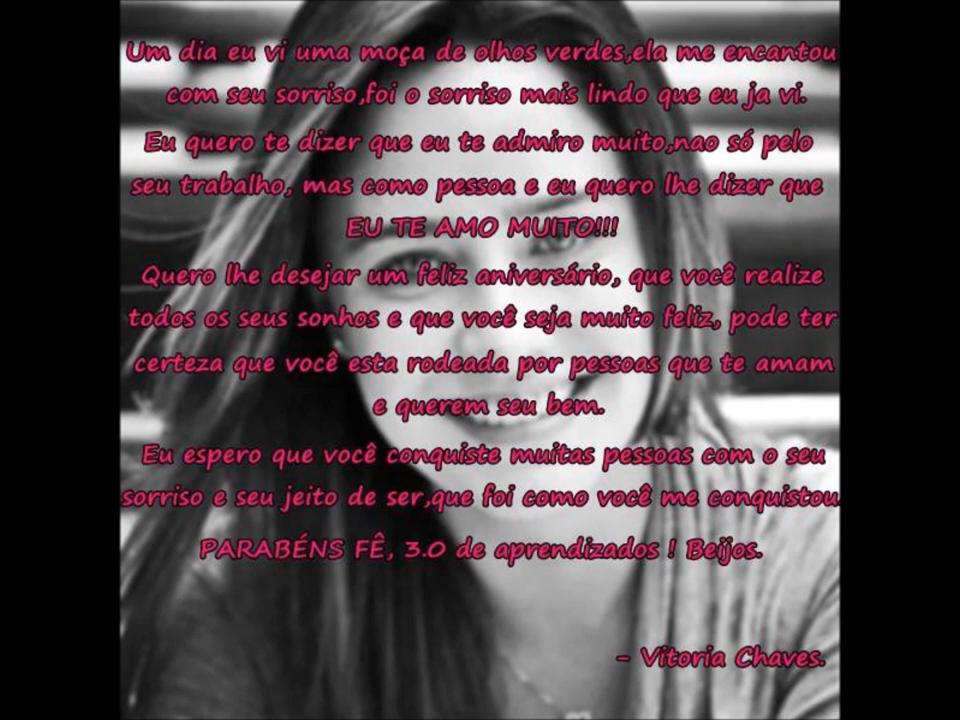 Um dia eu vi uma moça de olhos verdes,ela me encantou
com seu sorriso,foi o sorriso mais lindo que eu ja vi.
Eu quero te dizer que eu te admiro muito,nao só pelo
seu trabalho, mas como pessoa e eu quero lhe dizer que
EU TE AMO MUITO!!!
Quero lhe desejar um feliz aniversário, que você realize
todos os seus sonhos e que você seja muito feliz, pode ter
certeza que você esta rodeada por pessoas que te amam
e querem seu bem.
Eu espero que você conquiste muitas pessoas com o seu
sorriso e seu jeito de ser,que foi como você me conquistou.
PARABÉNS FÊ, 3.0 de aprendizados ! Beijos.
- Vitoria Chaves.